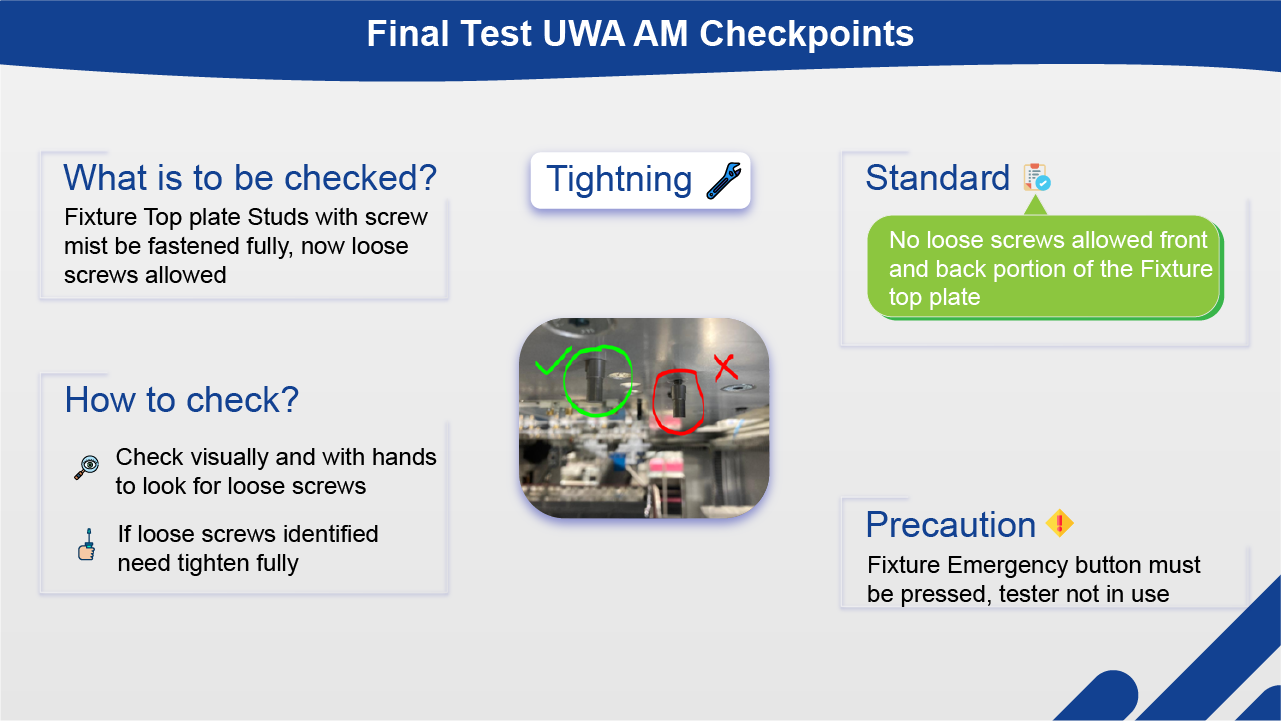 Final Test UWA AM Checkpoints
What is to be checked?
Fixture Top plate Studs with screw
mist be fastened fully, now loose
screws allowed
How to check?
Check visually and with hands
to look for loose screws
If loose screws identified
need tighten fully
Tightning
Standard
No loose screws allowed front
and back portion of the Fixture
top plate
Precaution
Fixture Emergency button must
be pressed, tester not in use